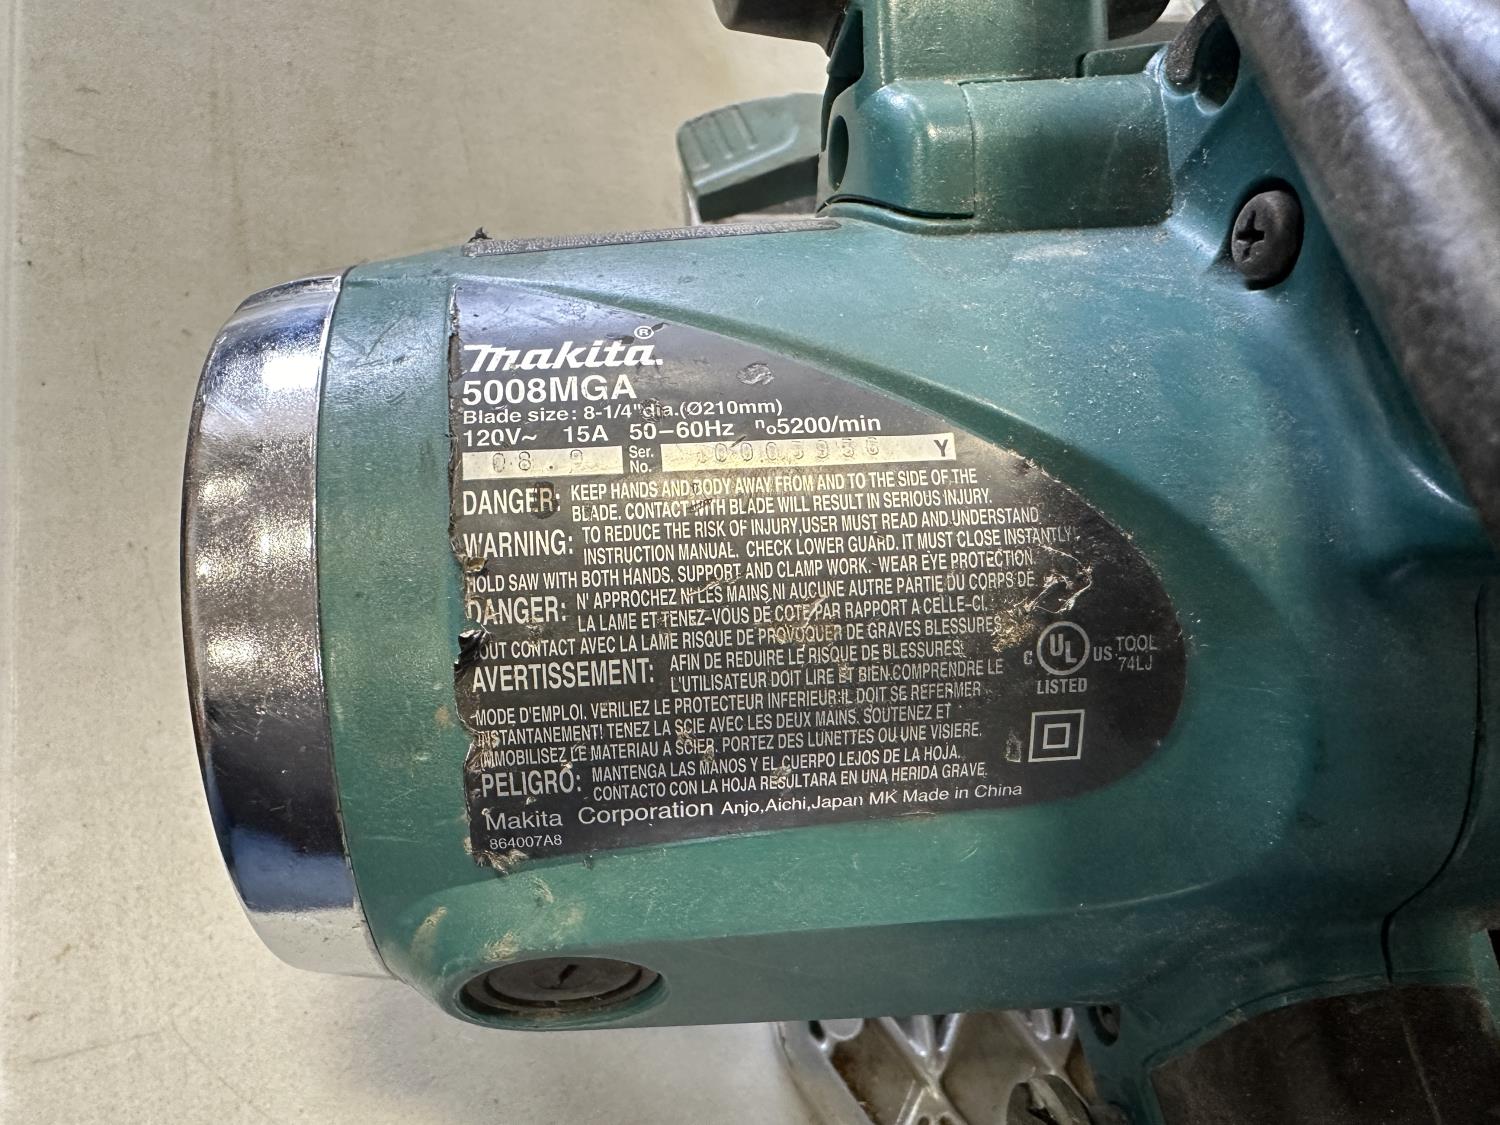 makita®
5008MGA
Blade size: 8-1/4"dia.(Ø210mm)
120V~ 15A 50–60Hz no5200/min
08.9 Ser. No. Y
DANGER: KEEP HANDS AND BODY AWAY FROM AND TO THE SIDE OF THE
BLADE. CONTACT WITH BLADE WILL RESULT IN SERIOUS INJURY.
WARNING: TO REDUCE THE RISK OF INJURY,USER MUST READ AND UNDERSTAND
INSTRUCTION MANUAL. CHECK LOWER GUARD. IT MUST CLOSE INSTANTLY.
HOLD SAW WITH BOTH HANDS. SUPPORT AND CLAMP WORK. WEAR EYE PROTECTION.
DANGER: N' APPROCHEZ NI LES MAINS NI AUCUNE AUTRE PARTIE DU CORPS DE
LA LAME ET TENEZ–VOUS DE COTE PAR RAPPORT A CELLE–CI.
TOUT CONTACT AVEC LA LAME RISQUE DE PROVOQUER DE GRAVES BLESSURES.
AVERTISSEMENT: AFIN DE REDUIRE LE RISQUE DE BLESSURES.
L'UTILISATEUR DOIT LIRE ET BIEN COMPRENDRE LE
MODE D'EMPLOI. VERILIEZ LE PROTECTEUR INFERIEUR:IL DOIT SE REFERMER
INSTANTANEMENT! TENEZ LA SCIE AVEC LES DEUX MAINS. SOUTENEZ ET
IMMOBILISEZ LE MATERIAU A SCIER. PORTEZ DES LUNETTES OU UNE VISIERE.
PELIGRO: MANTENGA LAS MANOS Y EL CUERPO LEJOS DE LA HOJA.
CONTACTO CON LA HOJA RESULTARA EN UNA HERIDA GRAVE.
Makita Corporation Anjo,Aichi,Japan MK Made in China
864007A8
C UL US TOOL
74LJ
LISTED